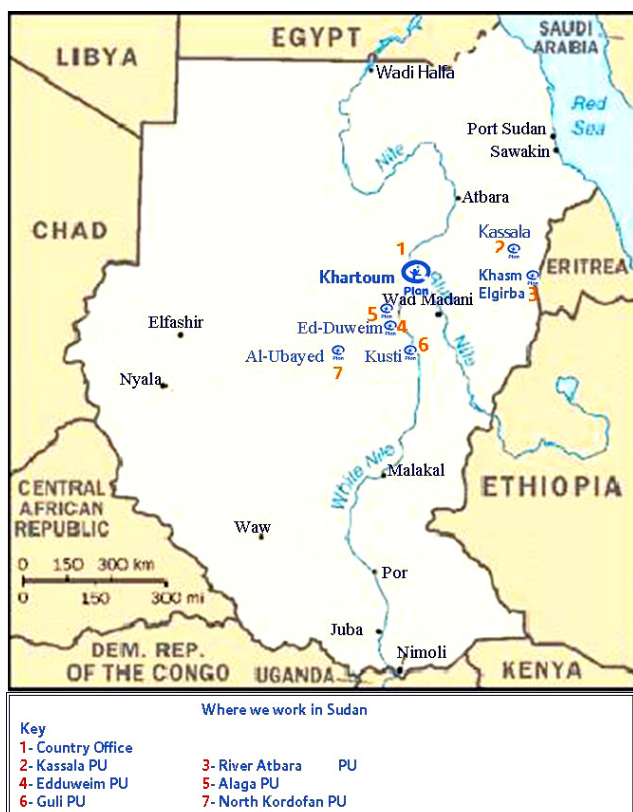 EGYPT
SAUDI
ARABIA
LIBYA
Wadi Halfa
Red
Sea
Port Sudan
Sawakin
Nile
Atbara
CHAD
Kassala
1
2
Khartoum
Plan
Khasm
Elgirba
3
ERITREA
Wad Madani
5
Ed-Duweim
4
Elfashir
Al-Ubayed
7
Kusti
6
Nile
Nyala
White Nile
Malakal
ETHIOPIA
CENTRAL
AFRICAN
REPUBLIC
Waw
0 150 300 km
0 150 300 mi
Por
Juba
Nimoli
DEM. REP.
OF THE CONGO
UGANDA
KENYA
Where we work in Sudan
Key
1- Country Office
2- Kassala PU
3- River Atbara PU
4- Edduweim PU
5- Alaga PU
6- Guli PU
7- North Kordofan PU